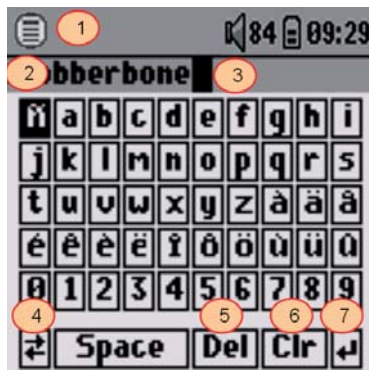 1 84 09:29
2 bberbone 3
a b c d e f g h i
j k l m n o p q r s
t u v w x y z à ä â
é ê è ë î ô ö ù ü û
0 1 2 3 4 5 6 7 8 9
4 5 6 7
Space Del Clr